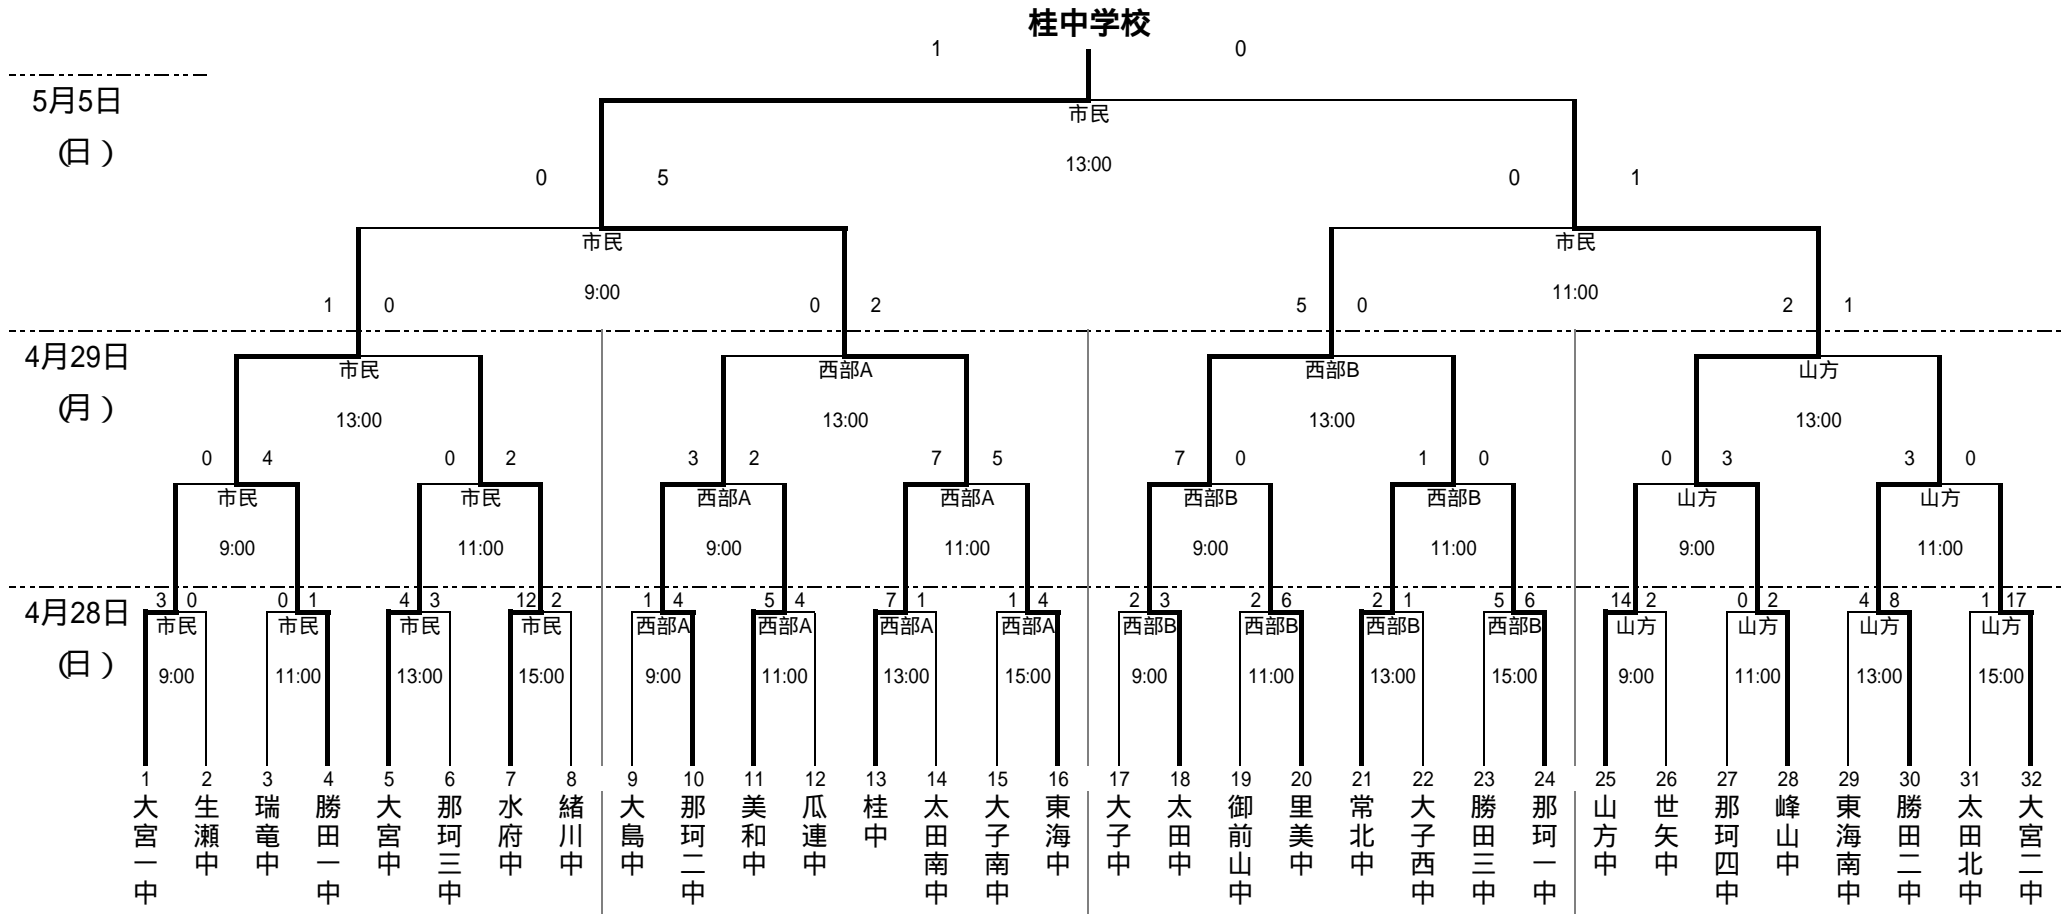 桂中学校
1 0
5月5日
市民
(日)
13:00
0 5 0 1
市民 市民
9:00 11:00
1 0 0 2 5 0 2 1
4月29日
市民 西部A 西部B 山方
(月)
13:00 13:00 13:00 13:00
0 4 0 2 3 2 7 5 7 0 1 0 0 3 3 0
市民 市民 西部A 西部A 西部B 西部B 山方 山方
9:00 11:00 9:00 11:00 9:00 11:00 9:00 11:00
3 0 0 1 4 3 12 2 1 4 5 4 7 1 1 4 2 3 2 6 2 1 5 6 14 2 0 2 4 8 1 17
4月28日
市民 市民 市民 市民 西部A 西部A 西部A 西部A 西部B 西部B 西部B 西部B 山方 山方 山方 山方
(日)
9:00 11:00 13:00 15:00 9:00 11:00 13:00 15:00 9:00 11:00 13:00 15:00 9:00 11:00 13:00 15:00
1 2 3 4 5 6 7 8 9 10 11 12 13 14 15 16 17 18 19 20 21 22 23 24 25 26 27 28 29 30 31 32
大宮一中
生瀬中
瑞竜中
勝田一中
大宮中
那珂三中
水府中
緒川中
大島中
那珂二中
美和中
瓜連中
桂中
太田南中
大子南中
東海中
大子中
太田中
御前山中
里美中
常北中
大子西中
勝田三中
那珂一中
山方中
世矢中
那珂四中
峰山中
東海南中
勝田二中
太田北中
大宮二中